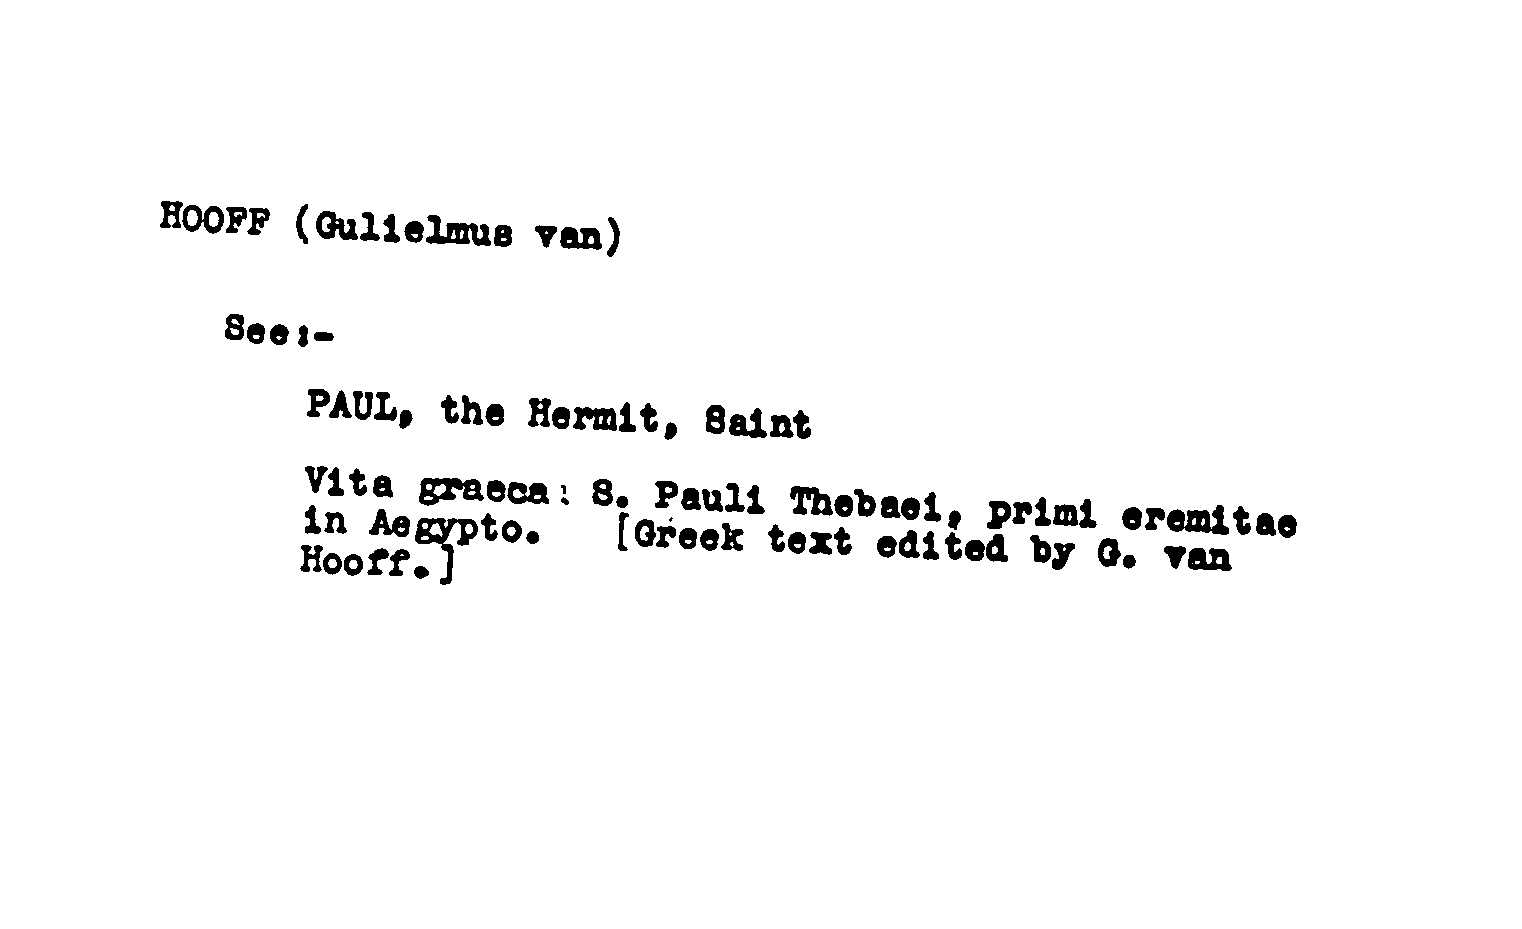 HOOFF (Gulielmus van)
See:-
PAUL, the Hermit, Saint
Vita graeca: S. Pauli Thebaei, primi eremitae
in Aegypto. [Greek text edited by G. van
Hooff.]